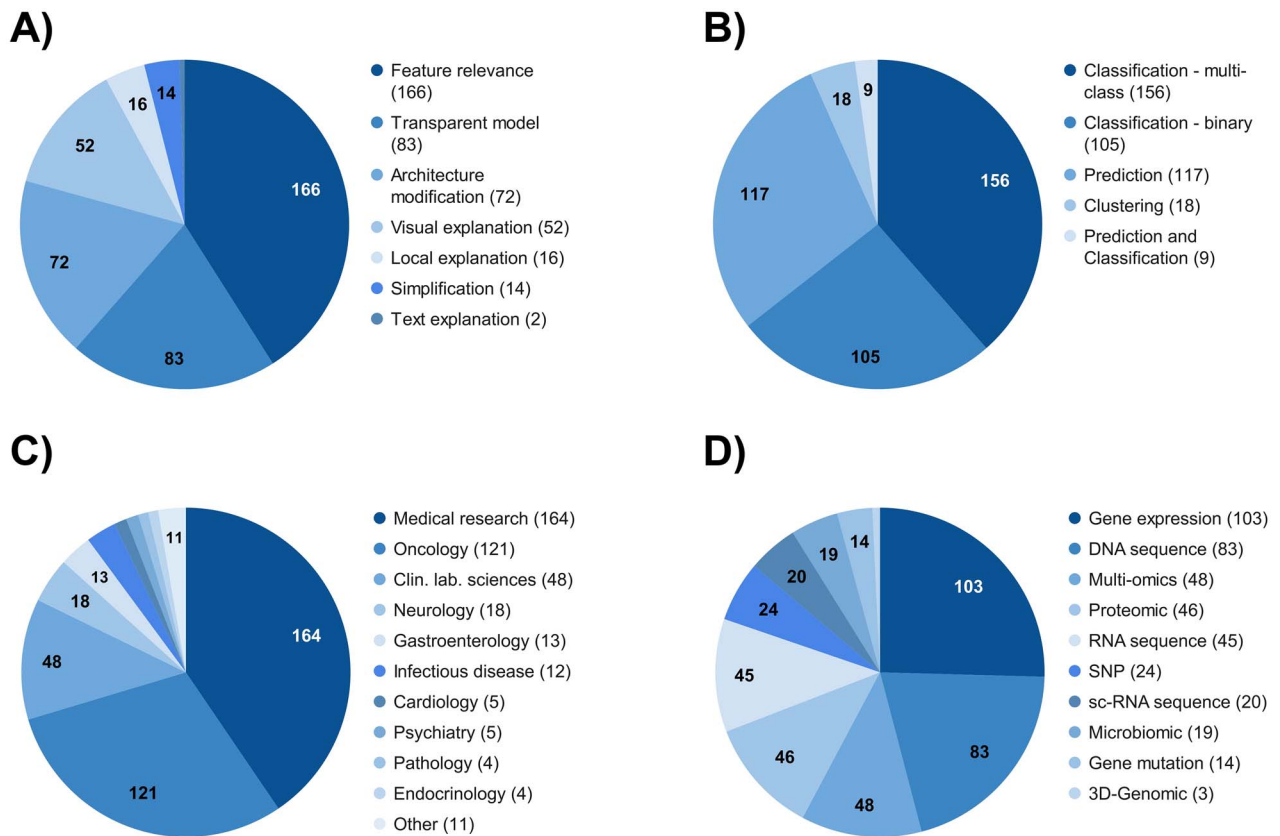 A)
166
83
72
52
16
14
Feature relevance
(166)
Transparent model
(83)
Architecture
modification (72)
Visual explanation (52)
Local explanation (16)
Simplification (14)
Text explanation (2)
B)
156
105
117
18
9
Classification - multi-
class (156)
Classification - binary
(105)
Prediction (117)
Clustering (18)
Prediction and
Classification (9)
C)
164
121
48
18
13
11
Medical research (164)
Oncology (121)
Clin. lab. sciences (48)
Neurology (18)
Gastroenterology (13)
Infectious disease (12)
Cardiology (5)
Psychiatry (5)
Pathology (4)
Endocrinology (4)
Other (11)
D)
103
83
48
46
45
24
20
19
14
Gene expression (103)
DNA sequence (83)
Multi-omics (48)
Proteomic (46)
RNA sequence (45)
SNP (24)
sc-RNA sequence (20)
Microbiomic (19)
Gene mutation (14)
3D-Genomic (3)